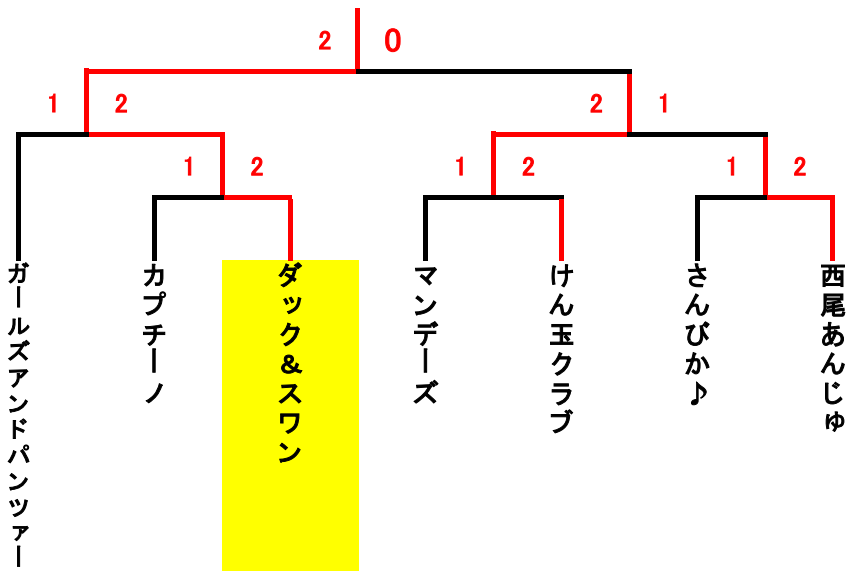 2 0
1 2 2 1
1 2 1 2 1 2
ガールズアンドパンツァー
カプチーノ
ダック＆スワン
マンデーズ
けん玉クラブ
さんびか♪
西尾あんじゅ